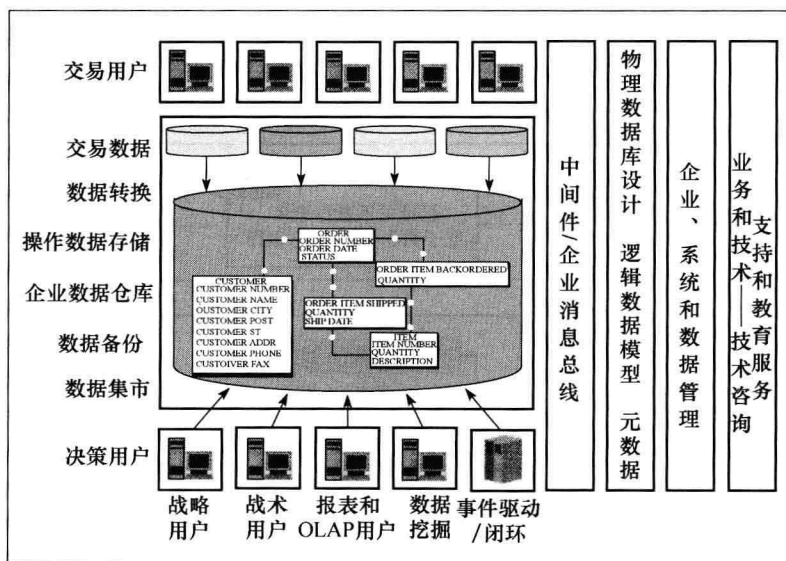 交易用户
交易数据
数据转换
操作数据存储
企业数据仓库
数据备份
数据集市
决策用户
ORDER
ORDER NUMBER
ORDER DATE
STATUS
ORDER ITEM BACKORDERED
QUANTITY
CUSTOMER
CUSTOMER NUMBER
CUSTOMER NAME
OUSTOMER CITY
CUSTOMER POST
CUSTOMER ST
CUSTOMER ADDR
CUSTOMER PHONE
CUSTOIVER FAX
ORDER ITEM SHIPPED
QUANTITY
SHIP DATE
ITEM
ITEM NUMBER
QUANTITY
DESCRIPTION
战略
用户
战术
用户
报表和
OLAP用户
数据
挖掘
事件驱动
/闭环
中间件/企业消息总线
物理数据库设计 逻辑数据模型 元数据
企业、系统和数据管理
业务和技术——技术咨询
支持和教育服务